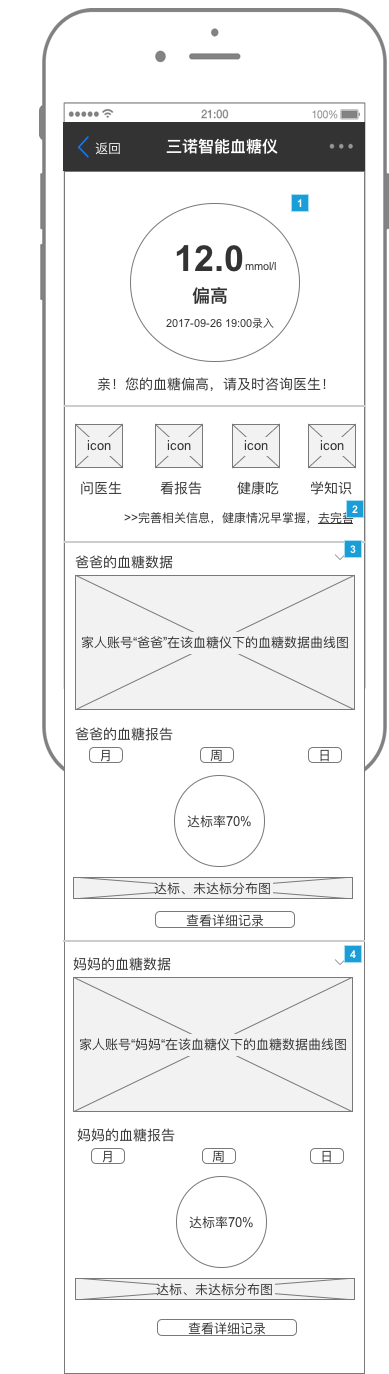 21:00
100%
返回
三诺智能血糖仪
1
12.0mmol/l
偏高
2017-09-26 19:00录入
亲！您的血糖偏高，请及时咨询医生！
icon icon icon icon
问医生 看报告 健康吃 学知识
2
>>完善相关信息，健康情况早掌握，去完善
3
爸爸的血糖数据
家人账号“爸爸”在该血糖仪下的血糖数据曲线图
爸爸的血糖报告
月 周 日
达标率70%
达标、未达标分布图
查看详细记录
4
妈妈的血糖数据
家人账号“妈妈“在该血糖仪下的血糖数据曲线图
妈妈的血糖报告
月 周 日
达标率70%
达标、未达标分布图
查看详细记录